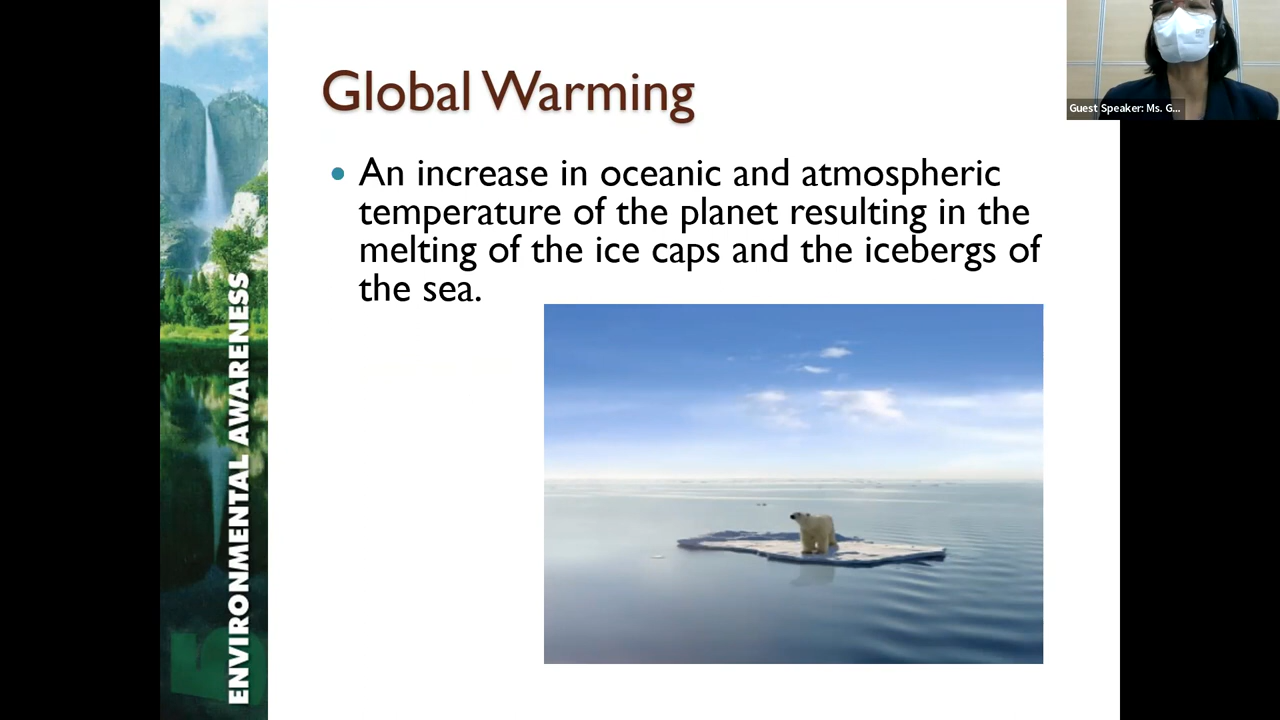 Global Warming
Guest Speaker: Ms. G...
• An increase in oceanic and atmospheric
temperature of the planet resulting in the
melting of the ice caps and the icebergs of
the sea.
ENVIRONMENTAL AWARENESS